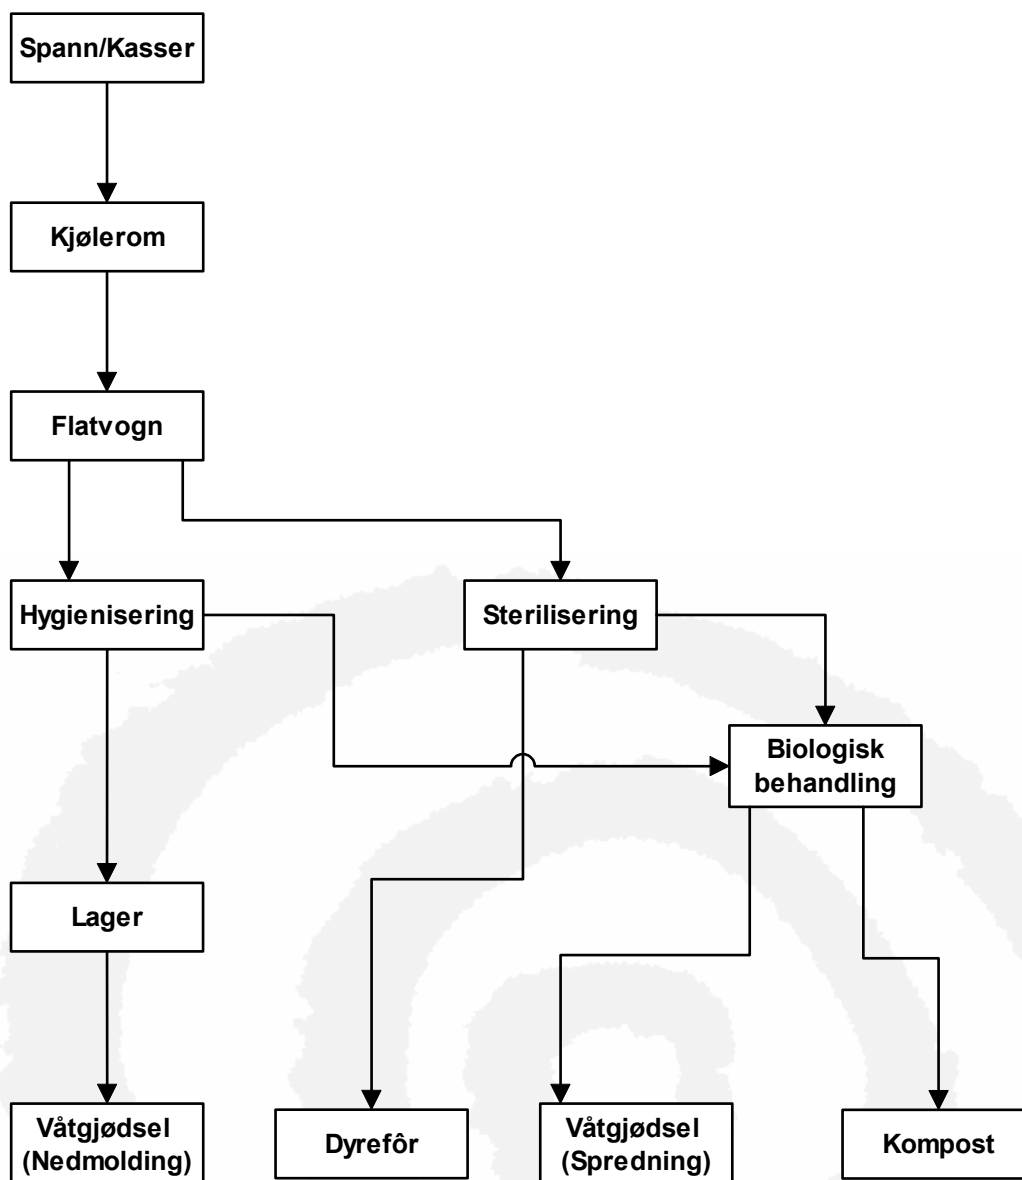 Spann/Kasser
Kjølerom
Flatvogn
Hygienisering
Sterilisering
Biologisk
behandling
Lager
Våtgjødsel
(Nedmolding)
Dyrefôr
Våtgjødsel
(Spredning)
Kompost